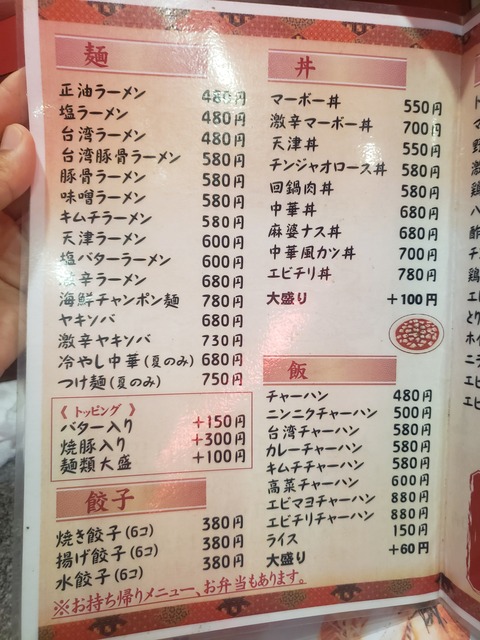 麺
正油ラーメン 480円
塩ラーメン 480円
台湾ラーメン 480円
台湾豚骨ラーメン 580円
豚骨ラーメン 580円
味噌ラーメン 580円
キムチラーメン 580円
天津ラーメン 600円
塩バターラーメン 600円
激辛ラーメン 680円
海鮮チャンポン麺 780円
ヤキソバ 680円
激辛ヤキソバ 730円
冷やし中華(夏のみ) 680円
つけ麺(夏のみ) 750円
《 トッピング 》
バター入り +150円
焼豚入り +300円
麺類大盛 +100円
餃子
焼き餃子(6コ) 380円
揚げ餃子(6コ) 380円
水餃子(6コ) 380円
※お持ち帰りメニュー、お弁当もあります。
丼
マーボー丼 550円
激辛マーボー丼 700円
天津丼 550円
チンジャオロース丼 580円
回鍋肉丼 580円
中華丼 680円
麻婆ナス丼 680円
中華風カツ丼 700円
エビチリ丼 780円
大盛り +100円
飯
チャーハン 480円
ニンニクチャーハン 500円
台湾チャーハン 580円
カレーチャーハン 580円
キムチチャーハン 580円
高菜チャーハン 600円
エビマヨチャーハン 880円
エビチリチャーハン 880円
ライス 150円
大盛り +60円